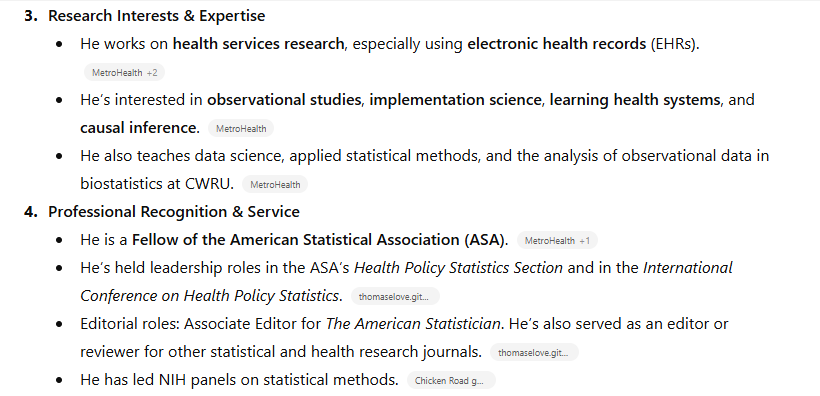 3. Research Interests & Expertise
• He works on health services research, especially using electronic health records (EHRs).
MetroHealth +2
• He's interested in observational studies, implementation science, learning health systems, and
causal inference. MetroHealth
• He also teaches data science, applied statistical methods, and the analysis of observational data in
biostatistics at CWRU. MetroHealth
4. Professional Recognition & Service
• He is a Fellow of the American Statistical Association (ASA). MetroHealth +1
• He's held leadership roles in the ASA's Health Policy Statistics Section and in the International
Conference on Health Policy Statistics. thomaselove.git...
• Editorial roles: Associate Editor for The American Statistician. He's also served as an editor or
reviewer for other statistical and health research journals. thomaselove.git...
• He has led NIH panels on statistical methods. Chicken Road g...